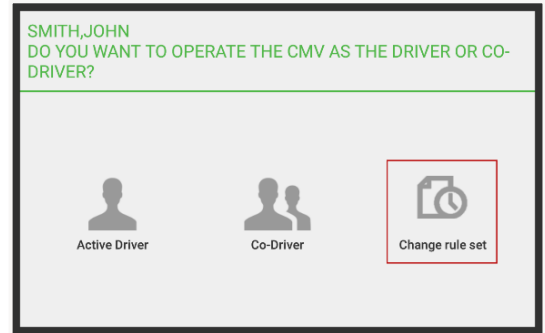 SMITH,JOHN
DO YOU WANT TO OPERATE THE CMV AS THE DRIVER OR CO-
DRIVER?
Active Driver
Co-Driver
Change rule set